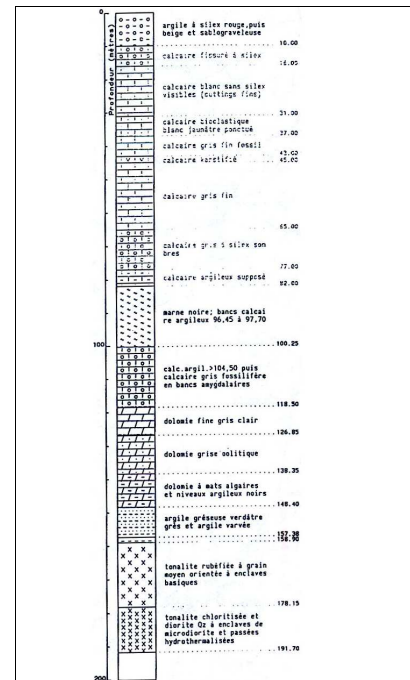 0
Profondeur (mètres)
argile à silex rouge,puis
beige et sablograveleuse
10.00
calcaire fissuré à silex
16.05
calcaire blanc sans silex
visibles (cuttings fins)
31.00
calcaire bioclastique
blanc jaunâtre ponctué
37.00
calcaire gris fin fossil
43.00
calcaire karstifié
45.00
calcaire gris fin
65.00
calcaire gris à silex som
bres
77.00
calcaire argileux supposé
82.00
marne noire; bancs calcai
re argileux 96,45 à 97,70
100
100.25
calc.argil.>104,50 puis
calcaire gris fossilifère
en bancs amygdalaires
118.50
dolomie fine gris clair
126.85
dolomie grise oolitique
138.35
dolomie à mats algaires
et niveaux argileux noirs
148.40
argile gréseuse verdâtre
grès et argile varvée
157.38
158.90
tonalite rubéfiée à grain
moyen orientée à enclaves
basiques
178.15
tonalite chloritisée et
diorite Qz à enclaves de
microdiorite et passées
hydrothermalisées
191.70
200